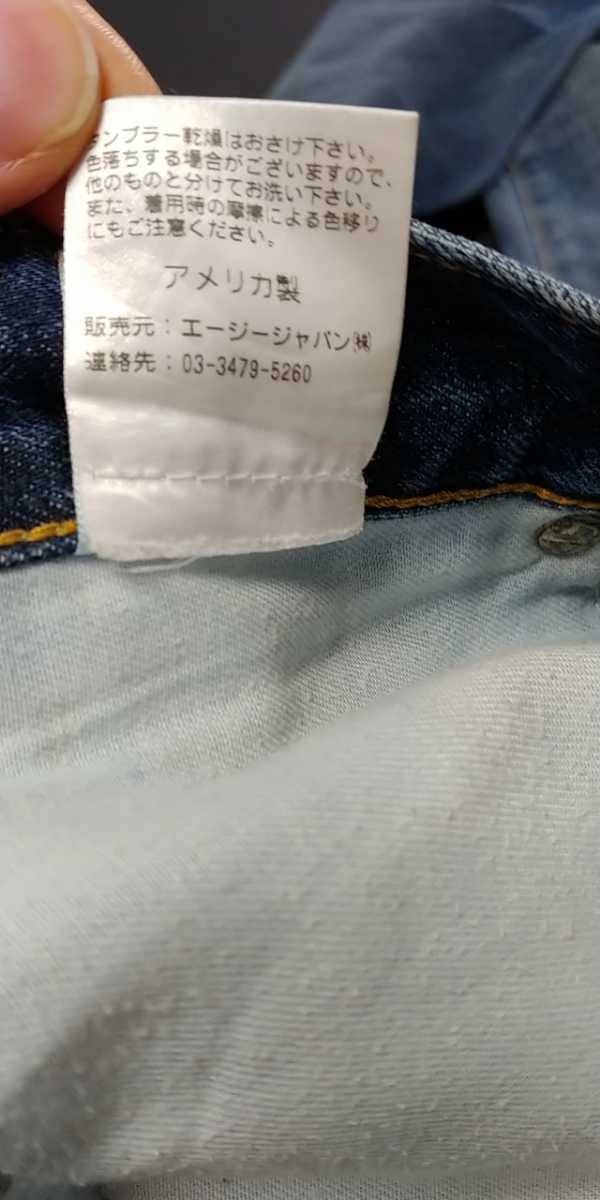 タンブラー乾燥はおさけ下さい。
色落ちする場合がございますので、
他のものと分けてお洗い下さい。
また、着用時の摩擦による色移り
にもご注意ください。
アメリカ製
販売元：エージージャパン㈱
連絡先：03-3479-5260